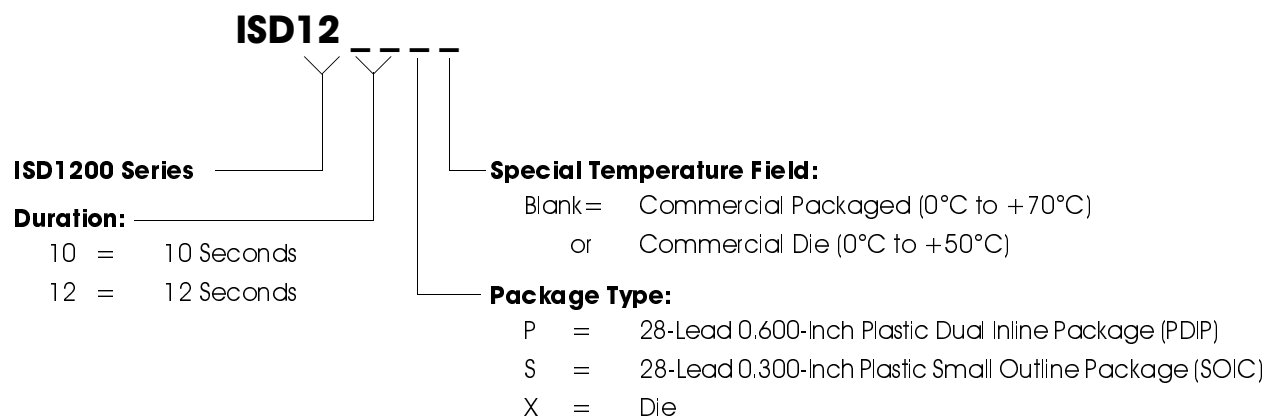 ISD12 _ _ _ _
ISD1200 Series
Duration:
10 = 10 Seconds
12 = 12 Seconds
Special Temperature Field:
Blank= Commercial Packaged (0°C to +70°C)
or Commercial Die (0°C to +50°C)
Package Type:
P = 28-Lead 0.600-Inch Plastic Dual Inline Package (PDIP)
S = 28-Lead 0.300-Inch Plastic Small Outline Package (SOIC)
X = Die